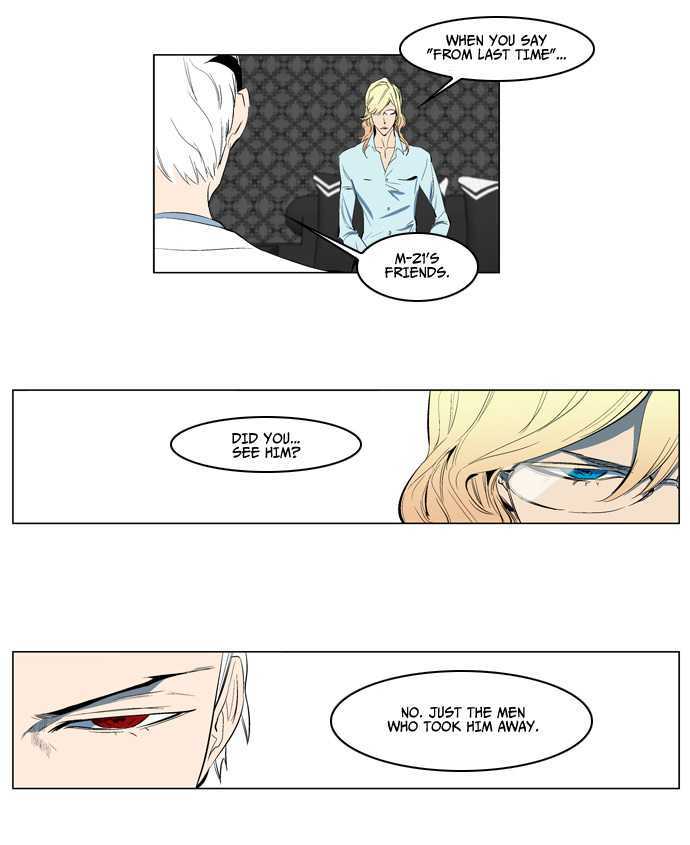 WHEN YOU SAY
"FROM LAST TIME"...
M-21'S
FRIENDS.
DID YOU...
SEE HIM?
NO. JUST THE MEN
WHO TOOK HIM AWAY.